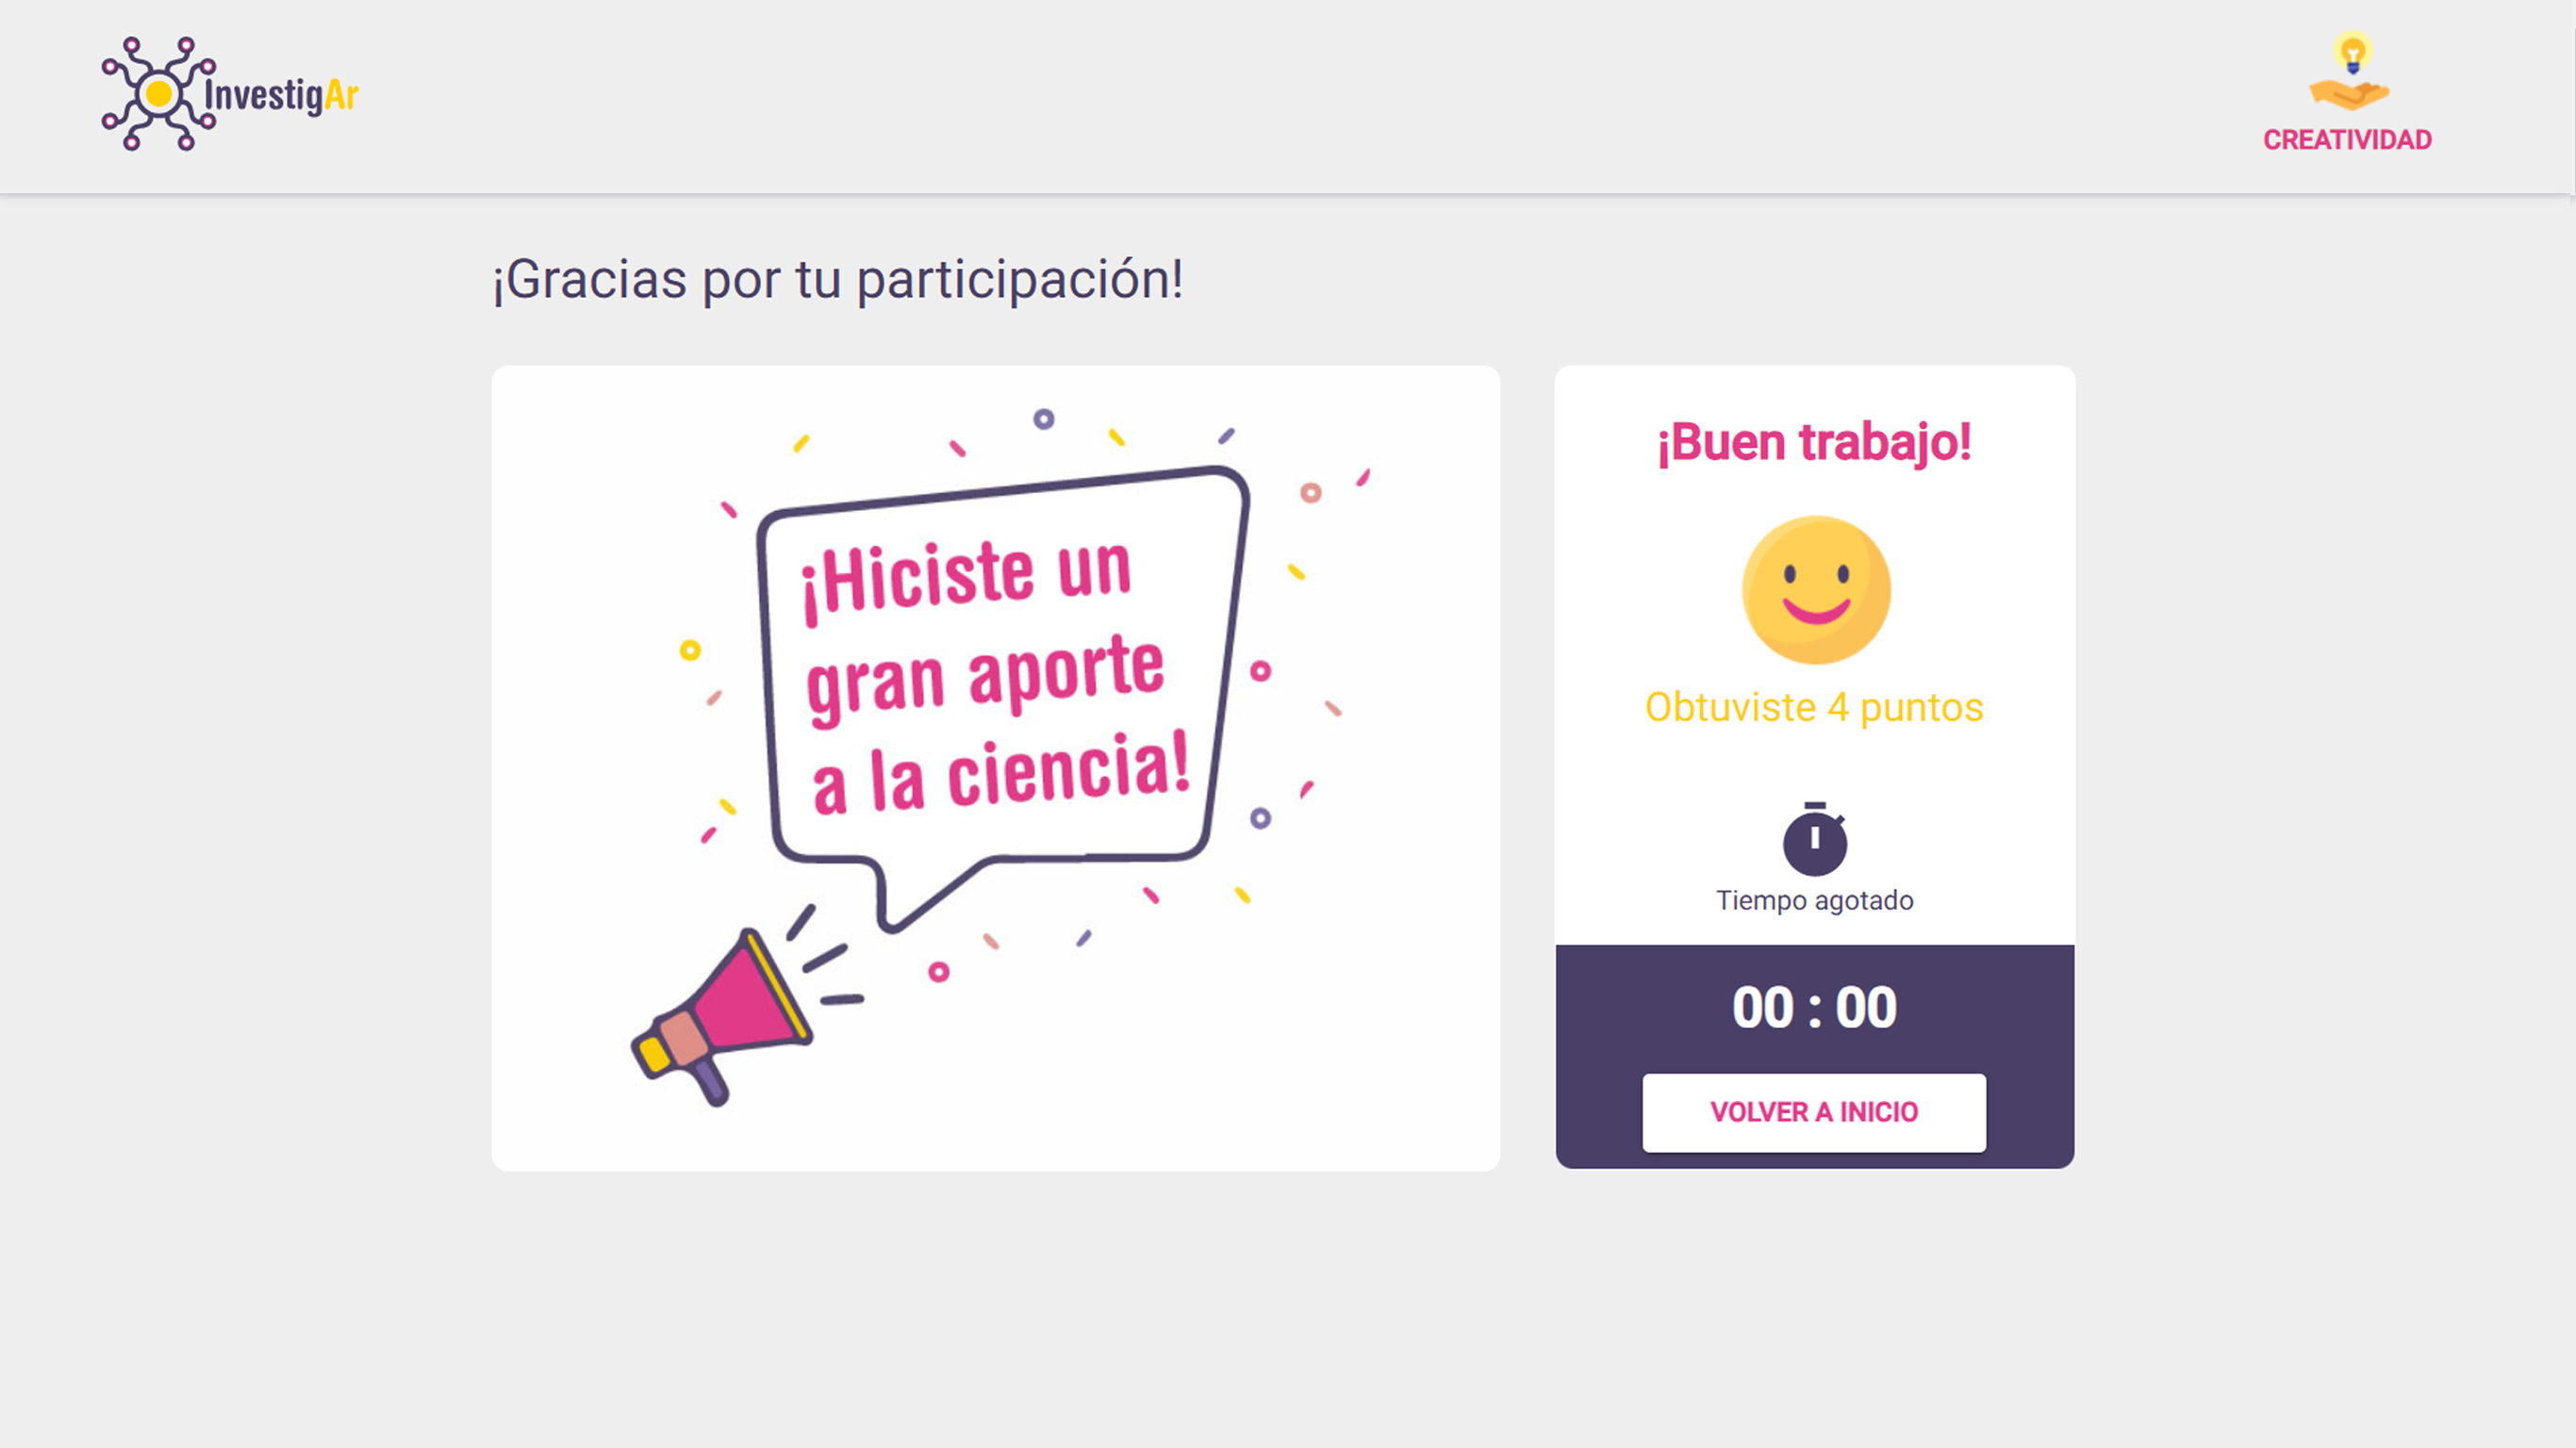 InvestigAr
CREATIVIDAD
¡Gracias por tu participación!
¡Hiciste un
gran aporte
a la ciencia!
¡Buen trabajo!
Obtuviste 4 puntos
Tiempo agotado
00 : 00
VOLVER A INICIO